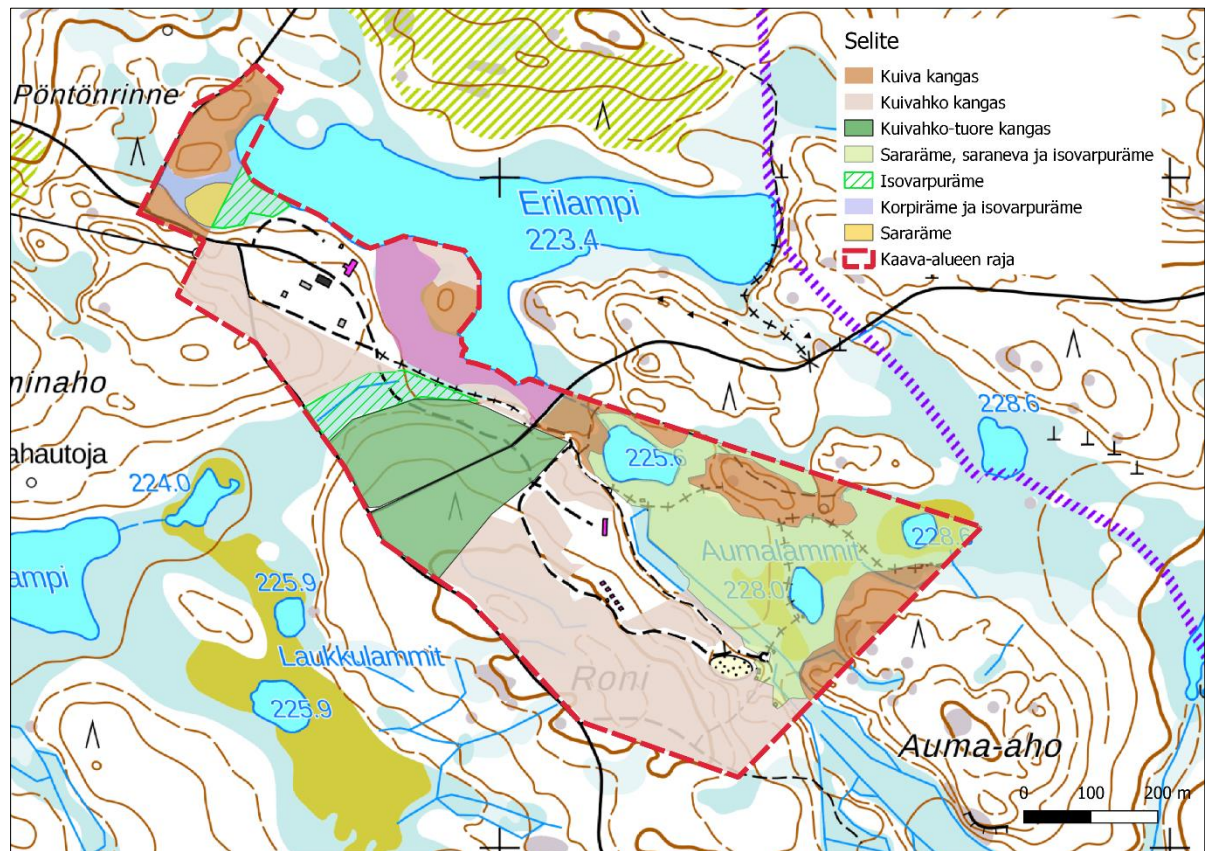 Selite
Kuiva kangas
Kuivahko kangas
Kuivahko-tuore kangas
Sararäme, saraneva ja isovarpuräme
Isovarpuräme
Korpiräme ja isovarpuräme
Sararäme
Kaava-alueen raja
Pöntönrinne
Erilampi
223.4
minaho
ahautoja
224.0
228.6
225.6
ampi
225.9
Aumalammit
228.6
228.0
Laukkulammit
225.9
Roni
Auma-aho
0 100 200 m